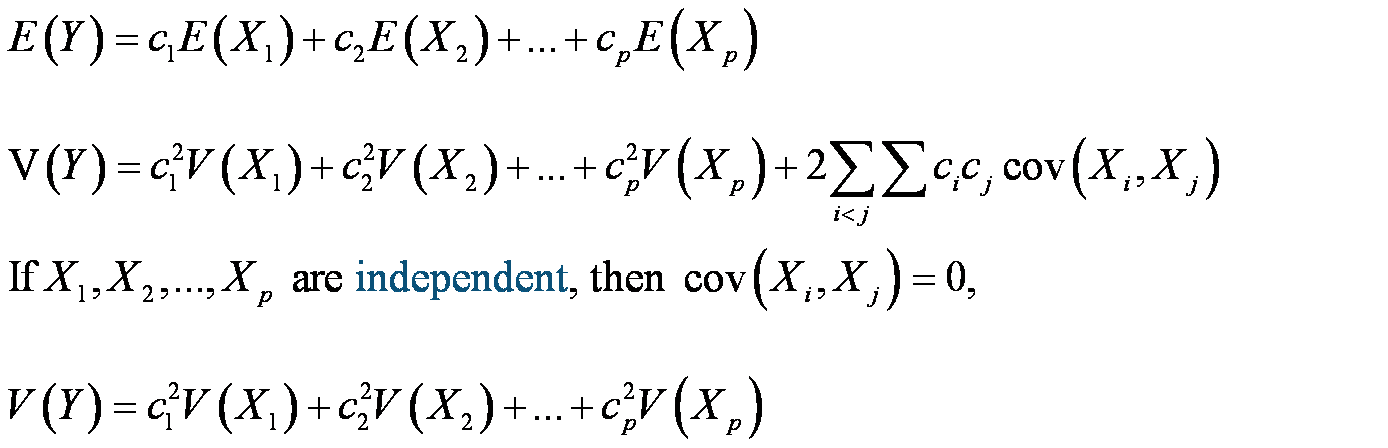 E(Y) = c₁E(X₁) + c₂E(X₂) + ... + cₚE(Xₚ)
V(Y) = c₁²V(X₁) + c₂²V(X₂) + ... + cₚ²V(Xₚ) + 2∑∑cᵢcⱼ cov(Xᵢ, Xⱼ)
i<j
If X₁, X₂, ..., Xₚ are independent, then cov(Xᵢ, Xⱼ) = 0,
V(Y) = c₁²V(X₁) + c₂²V(X₂) + ... + cₚ²V(Xₚ)